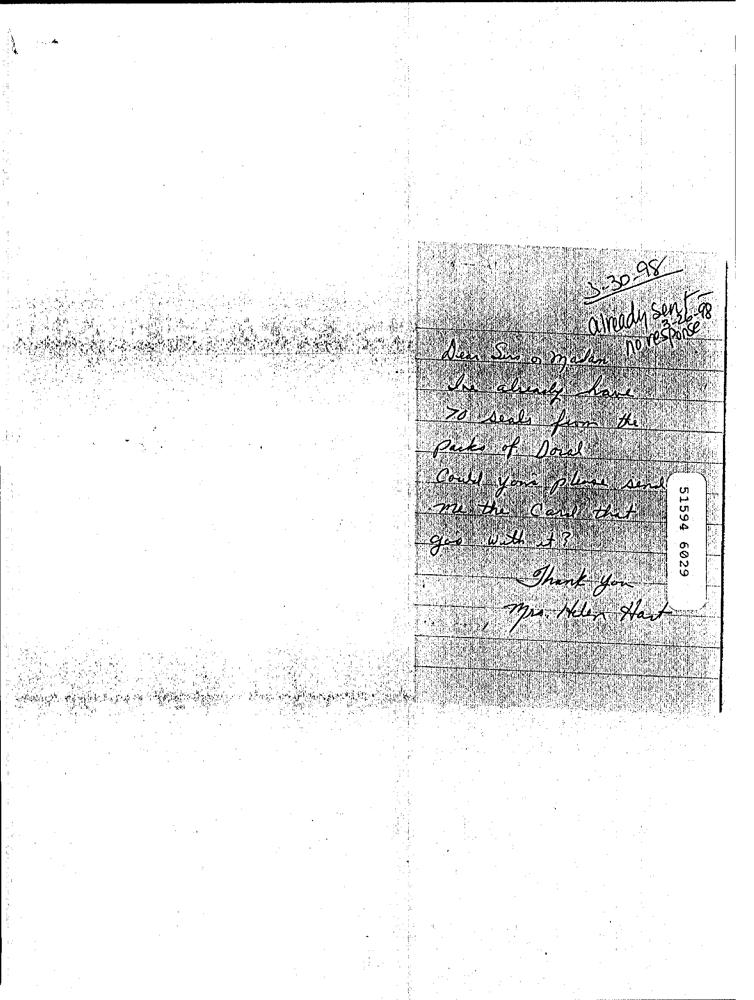 3-30-98
already sent
3-26-98
no response
Dear Sirs or Madam
I've already have
70 seals from the
packs of Doral
Could you please send
me the Card that
goes with it?
Thank you
Mrs. Helen Hart
51594 6029